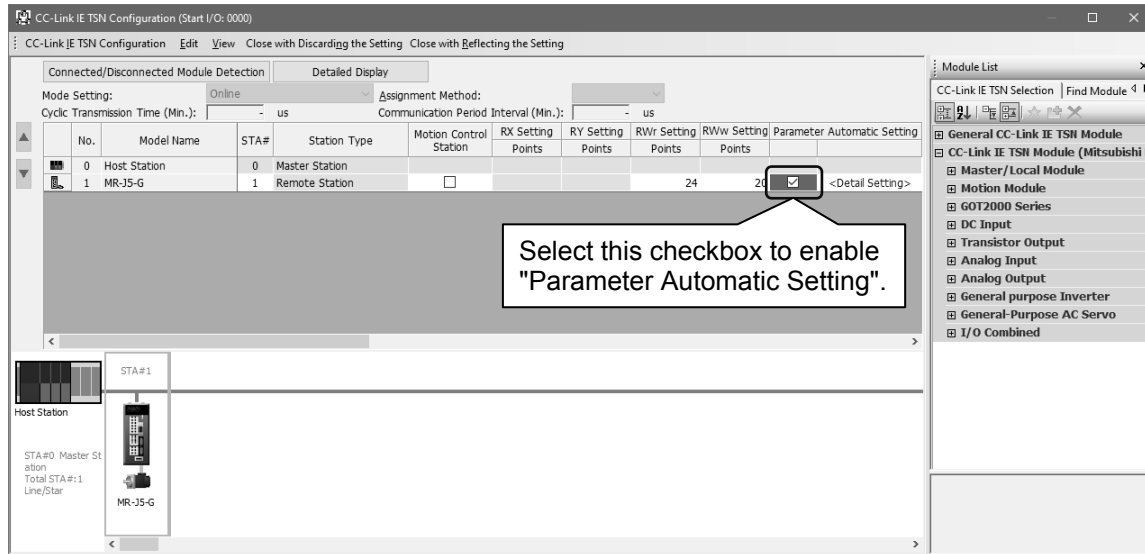 CC-Link IE TSN Configuration (Start I/O: 0000)
CC-Link IE TSN Configuration Edit View Close with Discarding the Setting Close with Reflecting the Setting
Connected/Disconnected Module Detection Detailed Display
Mode Setting: Online Assignment Method:
Cyclic Transmission Time (Min.): - us Communication Period Interval (Min.): - us
No. Model Name STA# Station Type Motion Control Station RX Setting RY Setting RWr Setting RWw Setting Parameter Automatic Setting
Points Points Points Points
0 Host Station 0 Master Station
1 MR-J5-G 1 Remote Station 24 20 <Detail Setting>
Select this checkbox to enable
"Parameter Automatic Setting".
STA#1
Host Station
STA#0 Master St
ation
Total STA#:1
Line/Star
MR-J5-G
Module List
CC-Link IE TSN Selection Find Module
General CC-Link IE TSN Module
CC-Link IE TSN Module (Mitsubishi
Master/Local Module
Motion Module
GOT2000 Series
DC Input
Transistor Output
Analog Input
Analog Output
General purpose Inverter
General-Purpose AC Servo
I/O Combined